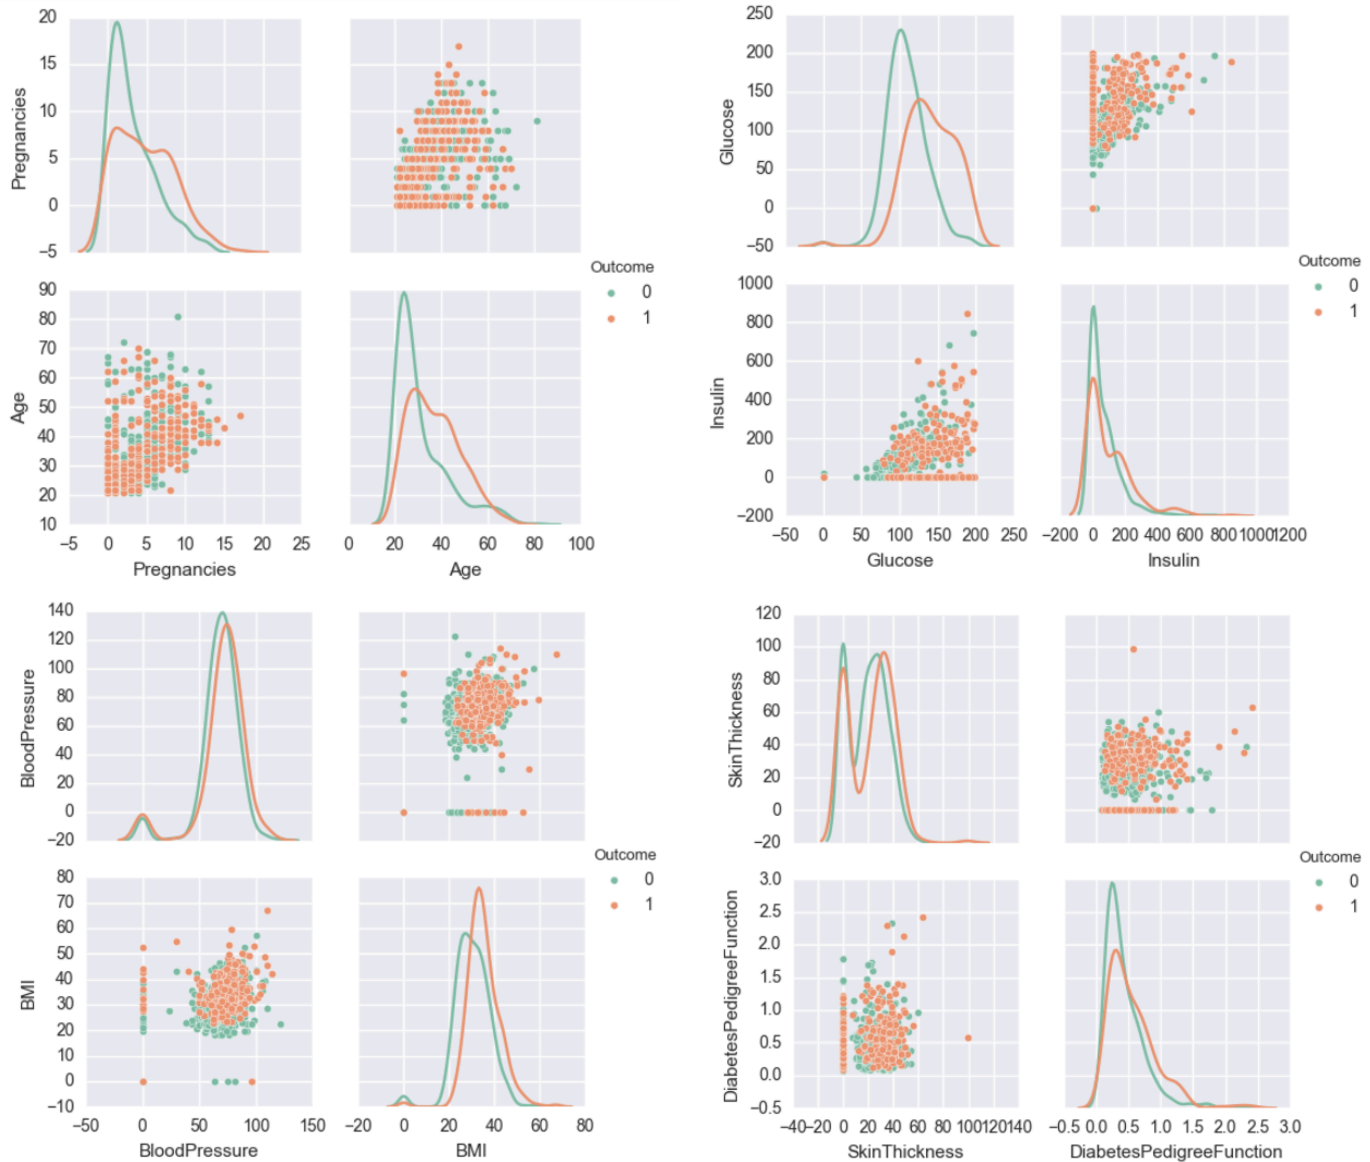 20
15
10
5
0
−5
Pregnancies
250
200
150
100
50
0
−50
Glucose
Outcome
0
1
Outcome
0
1
90
80
70
60
50
40
30
20
10
Age
−5 0 5 10 15 20 25
Pregnancies
0 20 40 60 80 100
Age
1000
800
600
400
200
0
−200
Insulin
−50 0 50 100 150 200 250
Glucose
−200 0 200 400 600 800 1000 1200
Insulin
140
120
100
80
60
40
20
0
−20
BloodPressure
120
100
80
60
40
20
0
−20
SkinThickness
Outcome
0
1
Outcome
0
1
80
70
60
50
40
30
20
10
0
−10
BMI
−50 0 50 100 150
BloodPressure
−20 0 20 40 60 80
BMI
3.0
2.5
2.0
1.5
1.0
0.5
0.0
−0.5
DiabetesPedigreeFunction
−40 −20 0 20 40 60 80 100 120 140
SkinThickness
0.0 0.5 1.0 1.5 2.0 2.5 3.0
DiabetesPedigreeFunction